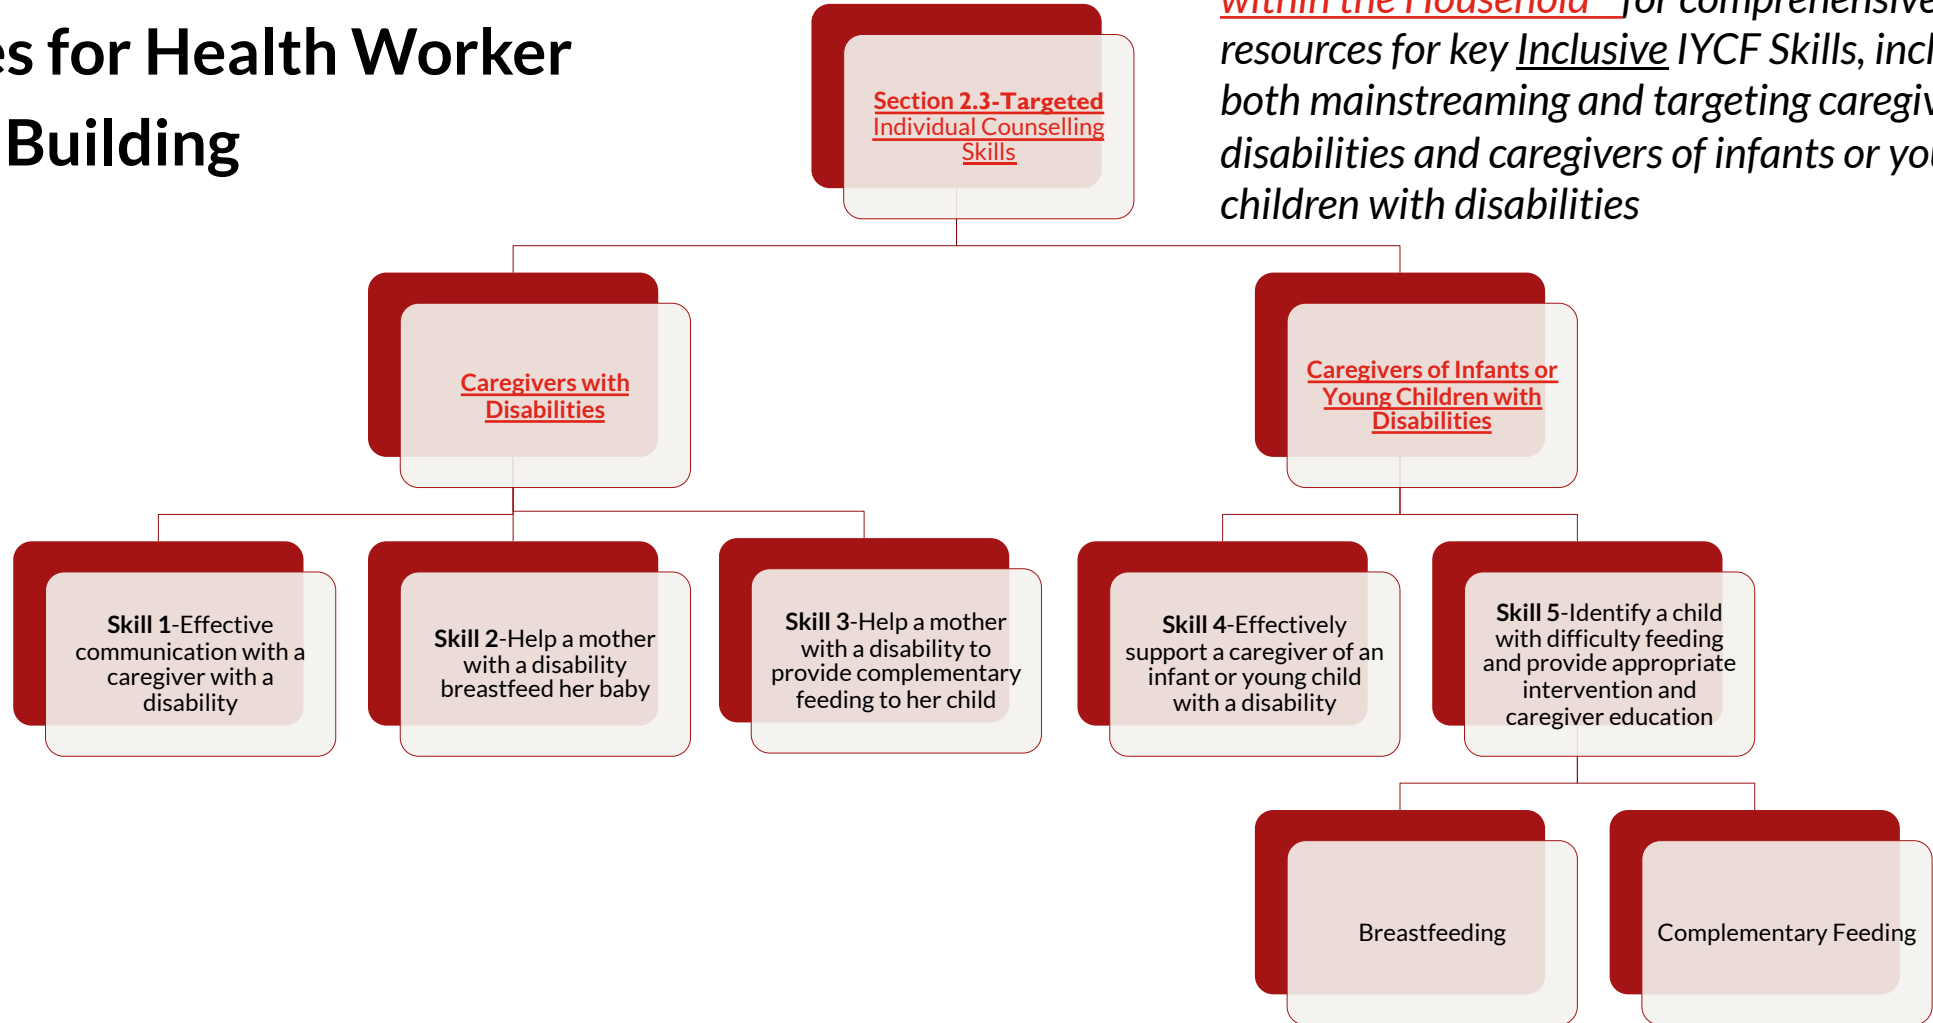 es for Health Worker
Building
within the Household" for comprehensive
resources for key Inclusive IYCF Skills, incl
both mainstreaming and targeting caregiv
disabilities and caregivers of infants or you
children with disabilities
Section 2.3-Targeted
Individual Counselling
Skills
Caregivers with
Disabilities
Caregivers of Infants or
Young Children with
Disabilities
Skill 1-Effective
communication with a
caregiver with a
disability
Skill 2-Help a mother
with a disability
breastfeed her baby
Skill 3-Help a mother
with a disability to
provide complementary
feeding to her child
Skill 4-Effectively
support a caregiver of an
infant or young child
with a disability
Skill 5-Identify a child
with difficulty feeding
and provide appropriate
intervention and
caregiver education
Breastfeeding
Complementary Feeding